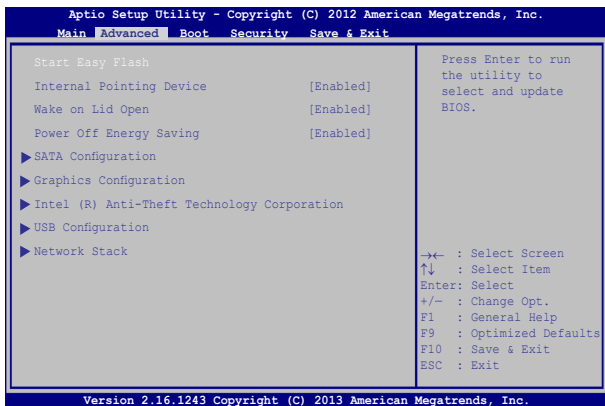 Aptio Setup Utility - Copyright (C) 2012 American Megatrends, Inc.
Main Advanced Boot Security Save & Exit
Start Easy Flash
Internal Pointing Device [Enabled]
Wake on Lid Open [Enabled]
Power Off Energy Saving [Enabled]
SATA Configuration
Graphics Configuration
Intel (R) Anti-Theft Technology Corporation
USB Configuration
Network Stack
Press Enter to run
the utility to
select and update
BIOS.
→← : Select Screen
↑↓ : Select Item
Enter: Select
+/— : Change Opt.
F1 : General Help
F9 : Optimized Defaults
F10 : Save & Exit
ESC : Exit
Version 2.16.1243 Copyright (C) 2013 American Megatrends, Inc.